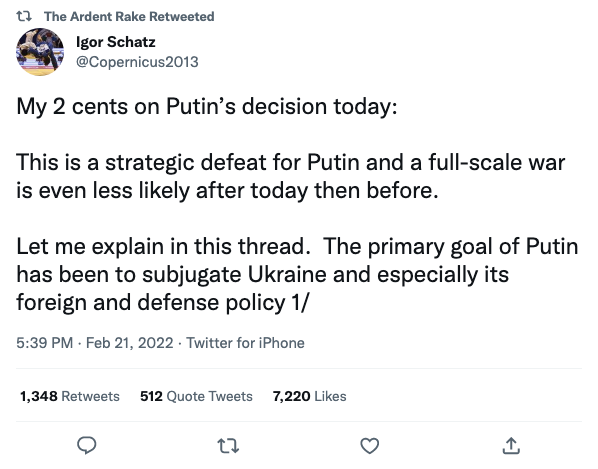 The Ardent Rake Retweeted
Igor Schatz
@Copernicus2013
My 2 cents on Putin’s decision today:
This is a strategic defeat for Putin and a full-scale war
is even less likely after today then before.
Let me explain in this thread.  The primary goal of Putin
has been to subjugate Ukraine and especially its
foreign and defense policy 1/
5:39 PM · Feb 21, 2022 · Twitter for iPhone
1,348 Retweets 512 Quote Tweets 7,220 Likes